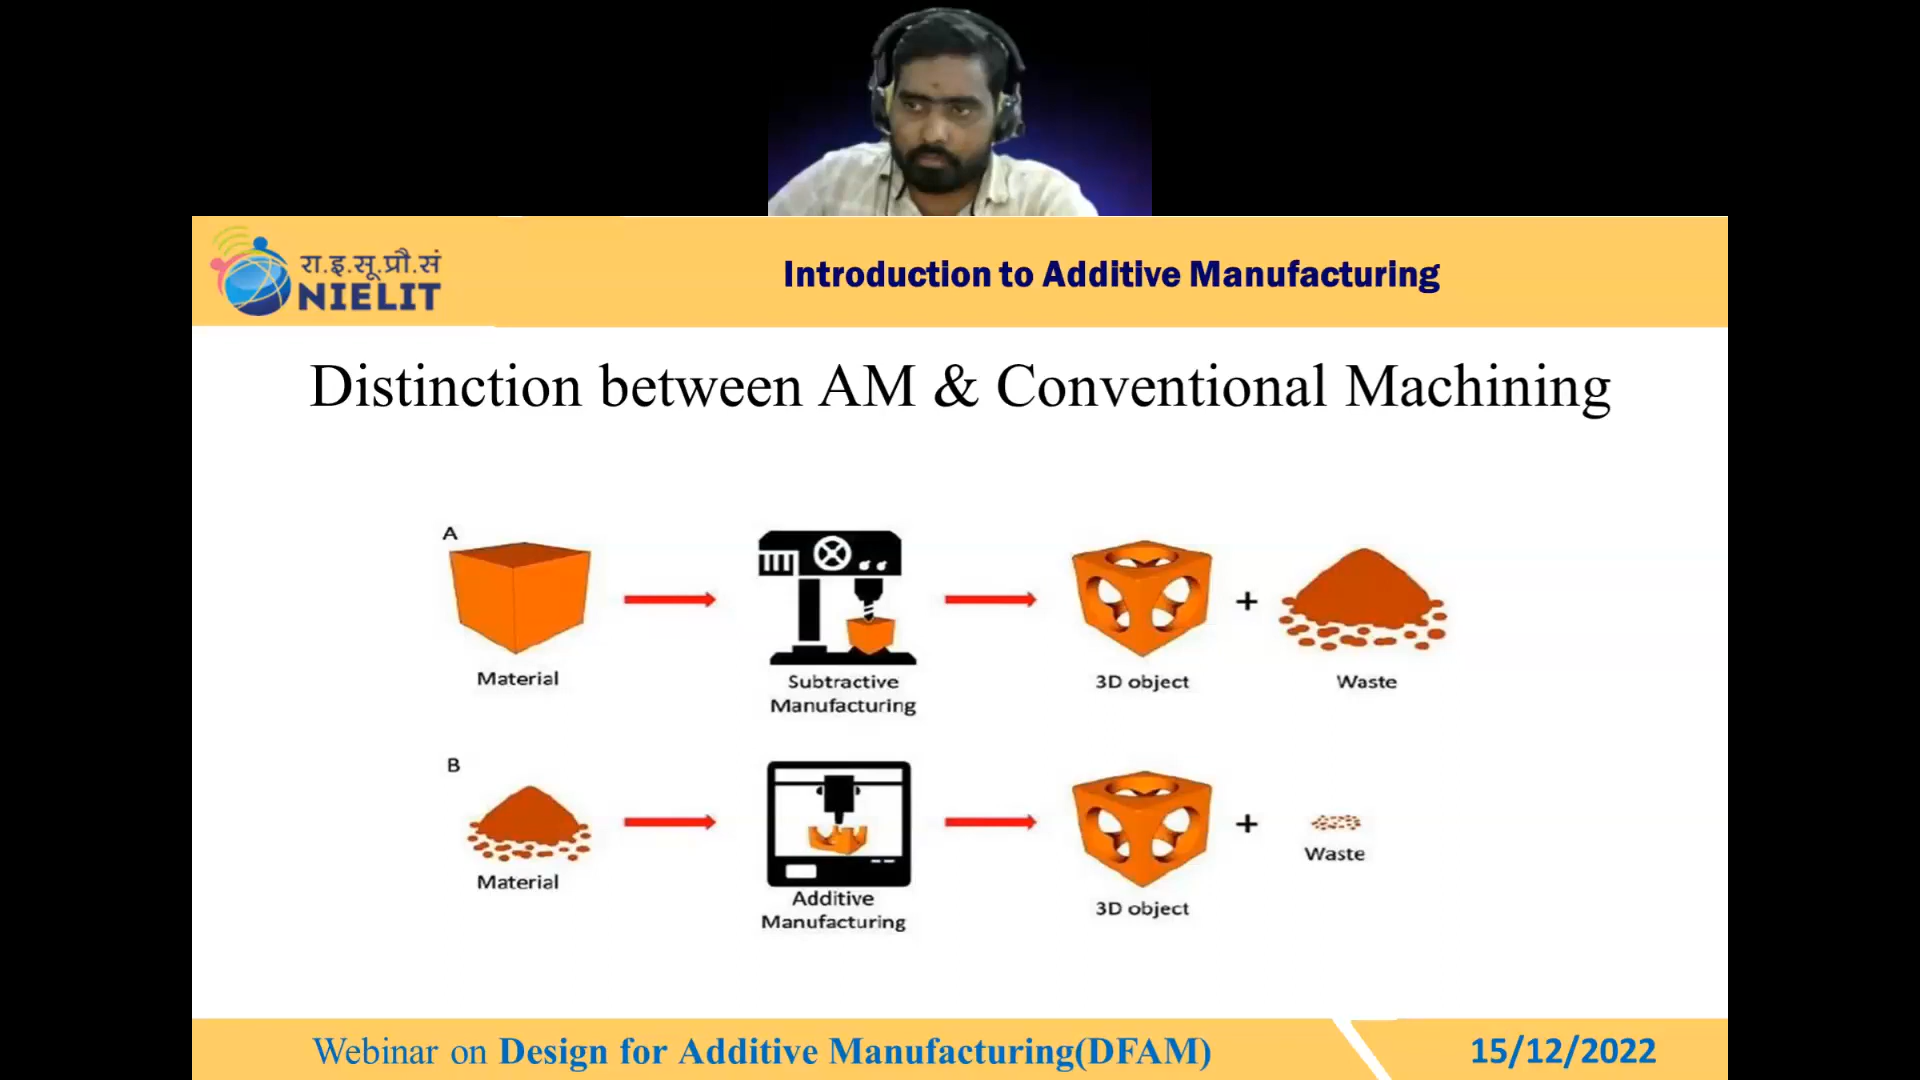 रा.इ.सू.प्रौ.सं
NIELIT
Introduction to Additive Manufacturing
Distinction between AM & Conventional Machining
A
Material
Subtractive
Manufacturing
3D object
+
Waste
B
Material
Additive
Manufacturing
3D object
+
Waste
Webinar on Design for Additive Manufacturing(DFAM)
15/12/2022